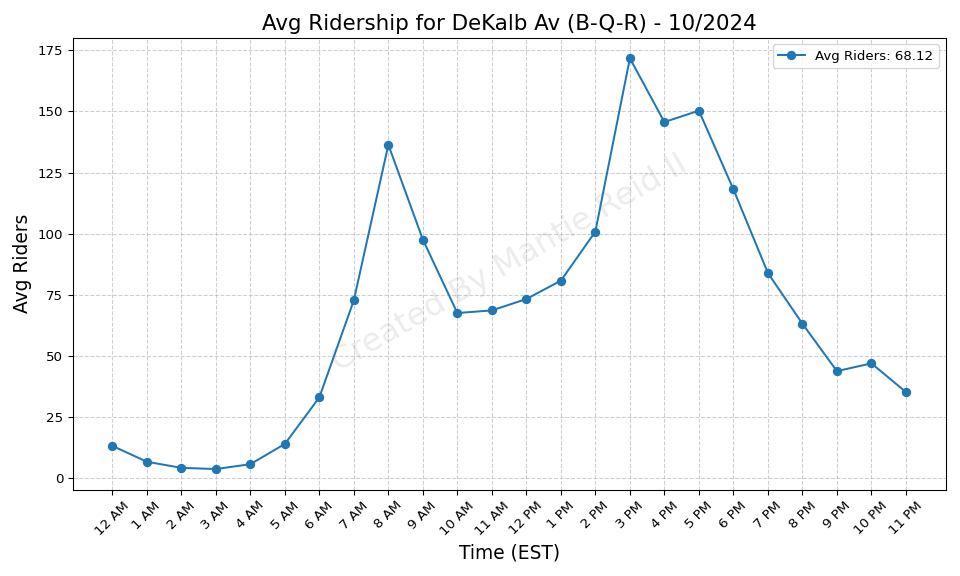 Avg Ridership for DeKalb Av (B-Q-R) - 10/2024
Avg Riders: 68.12
175
150
125
100
75
50
25
0
Avg Riders
Created By Mantie Reid II
12 AM
1 AM
2 AM
3 AM
4 AM
5 AM
6 AM
7 AM
8 AM
9 AM
10 AM
11 AM
12 PM
1 PM
2 PM
3 PM
4 PM
5 PM
6 PM
7 PM
8 PM
9 PM
10 PM
11 PM
Time (EST)